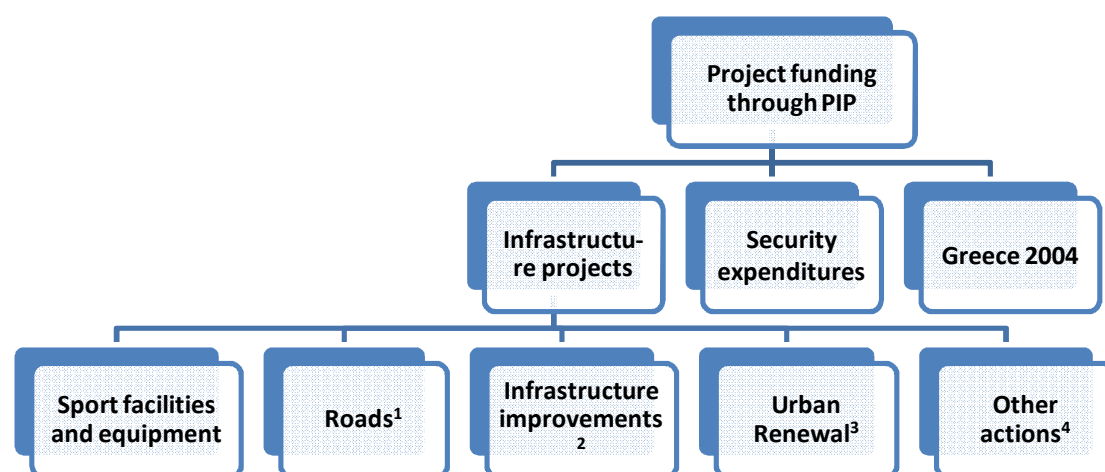 Project funding
through PIP
Infrastructu-
re projects
Security
expenditures
Greece 2004
Sport facilities
and equipment
Roads¹
Infrastructure
improvements
²
Urban
Renewal³
Other
actions⁴